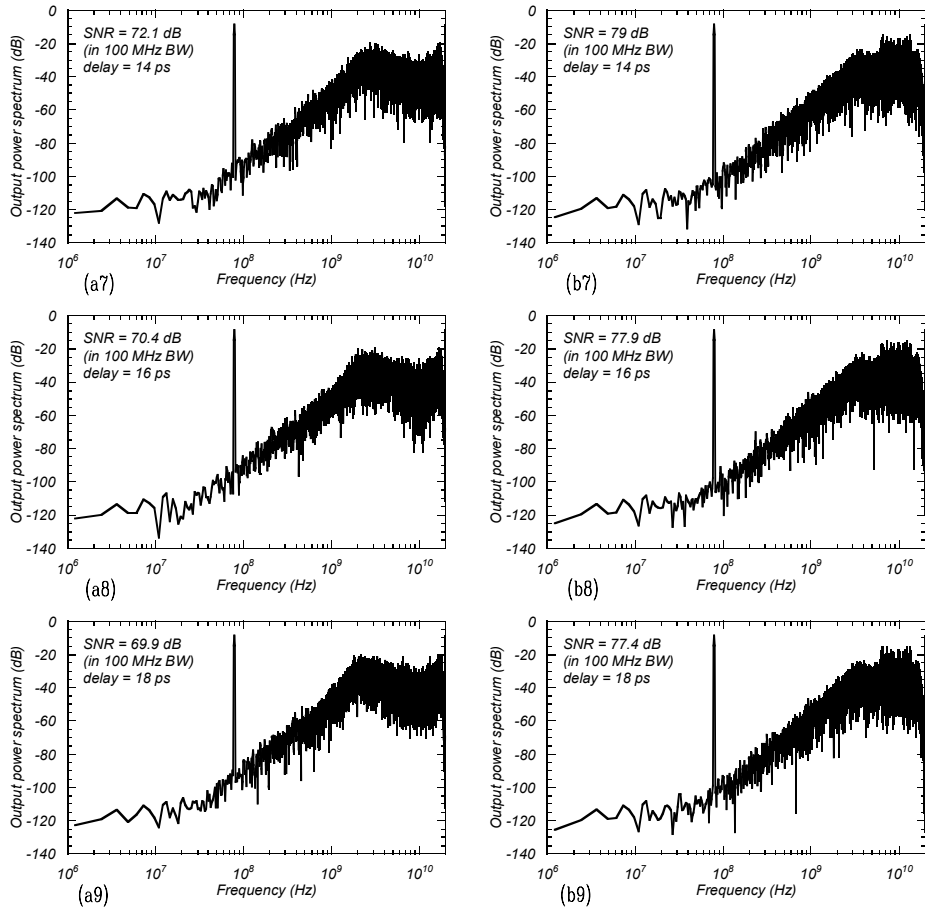 SNR = 72.1 dB
(in 100 MHz BW)
delay = 14 ps
Output power spectrum (dB)
0
-20
-40
-60
-80
-100
-120
-140
10^6 10^7 10^8 10^9 10^10
Frequency (Hz)
(a7)
SNR = 79 dB
(in 100 MHz BW)
delay = 14 ps
Output power spectrum (dB)
0
-20
-40
-60
-80
-100
-120
-140
10^6 10^7 10^8 10^9 10^10
Frequency (Hz)
(b7)
SNR = 70.4 dB
(in 100 MHz BW)
delay = 16 ps
Output power spectrum (dB)
0
-20
-40
-60
-80
-100
-120
-140
10^6 10^7 10^8 10^9 10^10
Frequency (Hz)
(a8)
SNR = 77.9 dB
(in 100 MHz BW)
delay = 16 ps
Output power spectrum (dB)
0
-20
-40
-60
-80
-100
-120
-140
10^6 10^7 10^8 10^9 10^10
Frequency (Hz)
(b8)
SNR = 69.9 dB
(in 100 MHz BW)
delay = 18 ps
Output power spectrum (dB)
0
-20
-40
-60
-80
-100
-120
-140
10^6 10^7 10^8 10^9 10^10
Frequency (Hz)
(a9)
SNR = 77.4 dB
(in 100 MHz BW)
delay = 18 ps
Output power spectrum (dB)
0
-20
-40
-60
-80
-100
-120
-140
10^6 10^7 10^8 10^9 10^10
Frequency (Hz)
(b9)